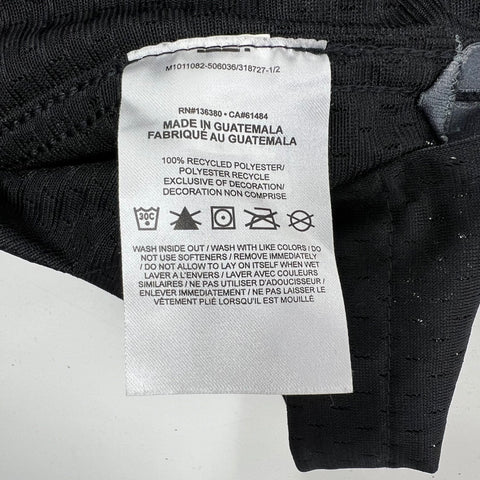 M1011082-506036/318727-1/2
RN#136380 • CA#61484
MADE IN GUATEMALA
FABRIQUÉ AU GUATEMALA
100% RECYCLED POLYESTER/
POLYESTER RECYCLE
EXCLUSIVE OF DECORATION/
DECORATION NON COMPRISE
30C
WASH INSIDE OUT / WASH WITH LIKE COLORS / DO
NOT USE SOFTENERS / REMOVE IMMEDIATELY
/ DO NOT ALLOW TO LAY ON ITSELF WHEN WET
LAVER A L'ENVERS / LAVER AVEC COULEURS
SIMILAIRES / NE PAS UTILISER D'ADOUCISSEUR /
ENLEVER IMMEDIATEMENT / NE PAS LAISSER LE
VÊTEMENT PLIÉ LORSQU'IL EST MOUILLÉ